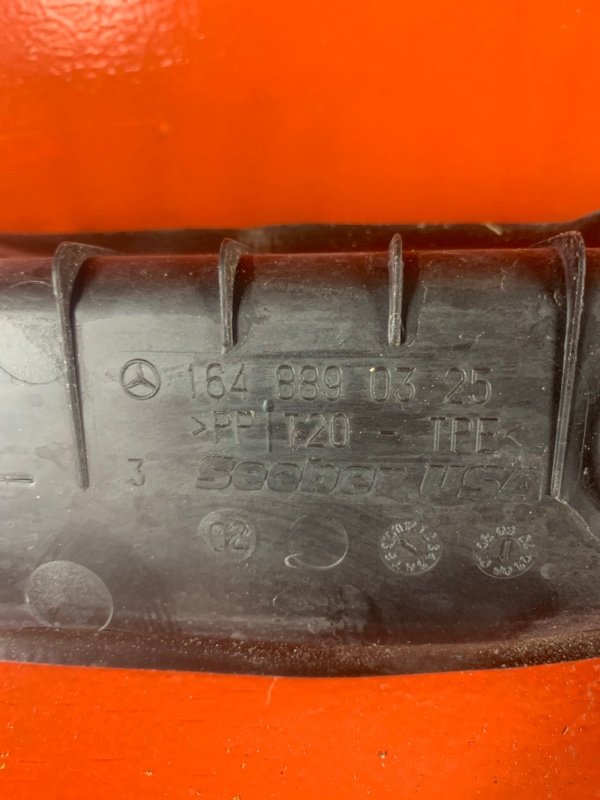 164 889 03 25
>PP T20 - TPE<
3 Seeber USA
02